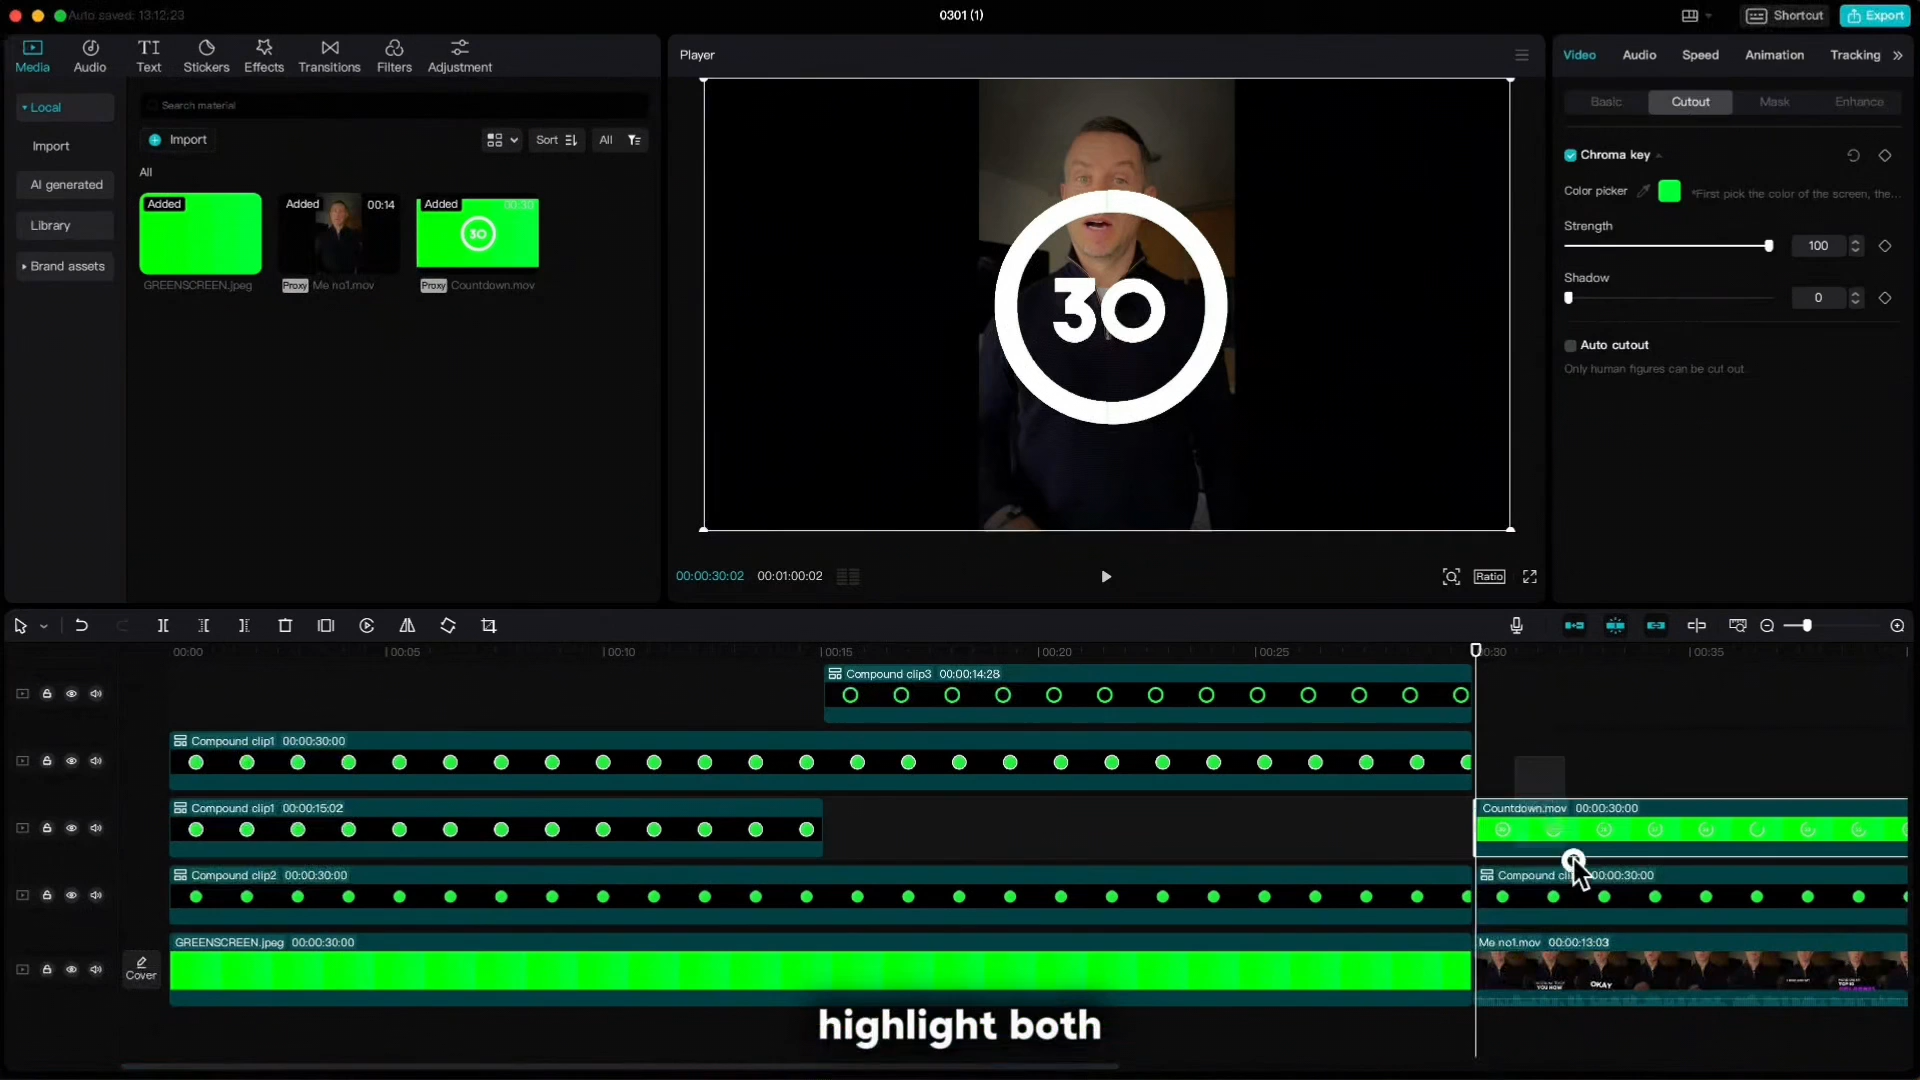 Auto saved: 13:12:23
0301 (1)
Shortcut
Export
Media
Audio
Text
Stickers
Effects
Transitions
Filters
Adjustment
Local
Import
AI generated
Library
Brand assets
Search material
Import
Sort
All
All
Added
Added
00:14
Added
00:30
30
GREENSCREEN.jpeg
Proxy
Me no1.mov
Proxy
Countdown.mov
Player
30
00:00:30:02
00:01:00:02
Ratio
Video
Audio
Speed
Animation
Tracking
Basic
Cutout
Mask
Enhance
Chroma key
Color picker
*First pick the color of the screen, the...
Strength
100
Shadow
0
Auto cutout
Only human figures can be cut out.
00:00
00:05
00:10
00:15
00:20
00:25
00:30
00:35
Compound clip3 00:00:14:28
Compound clip1 00:00:30:00
Compound clip1 00:00:15:02
Countdown.mov 00:00:30:00
Compound clip2 00:00:30:00
Compound 00:00:30:00
Cover
GREENSCREEN.jpeg 00:00:30:00
Me no1.mov 00:00:13:03
YOU HOW
OKAY
highlight both